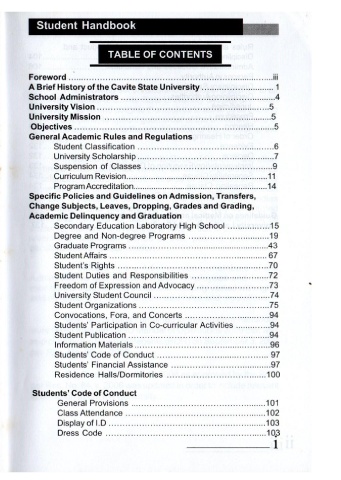 Student Handbook
TABLE OF CONTENTS
Foreword ............................................................iii
A Brief History of the Cavite State University ........................ 1
School Administrators .................................................4
University Vision ..................................................5
University Mission ..................................................5
Objectives ..........................................................5
General Academic Rules and Regulations
Student Classification ..............................................6
University Scholarship ..............................................7
Suspension of Classes ..............................................9
Curriculum Revision..............................................11
Program Accreditation..............................................14
Specific Policies and Guidelines on Admission, Transfers,
Change Subjects, Leaves, Dropping, Grades and Grading,
Academic Delinquency and Graduation
Secondary Education Laboratory High School ...............15
Degree and Non-degree Programs ............................19
Graduate Programs ..............................................43
Student Affairs .............................................. 67
Student's Rights ..............................................70
Student Duties and Responsibilities ........................72
Freedom of Expression and Advocacy ........................73
University Student Council .................................74
Student Organizations ......................................75
Convocations, Fora, and Concerts ..........................94
Students' Participation in Co-curricular Activities ..............94
Student Publication ..........................................94
Information Materials ........................................96
Students' Code of Conduct .................................. 97
Students' Financial Assistance ..............................97
Residence Halls/Dormitories ...............................100
Students' Code of Conduct
General Provisions ..........................................101
Class Attendance ..........................................102
Display of I.D ..............................................103
Dress Code ..............................................103
1